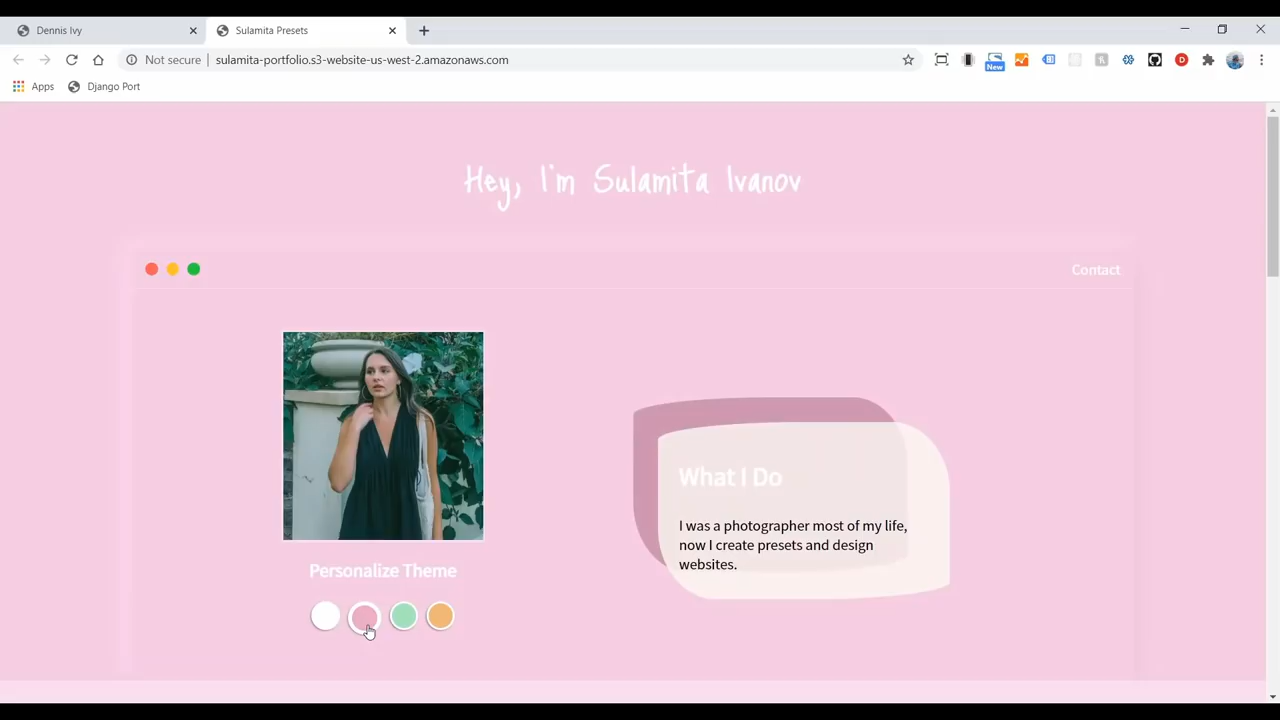 Dennis Ivy
Sulamita Presets
Not secure
sulamita-portfolio.s3-website-us-west-2.amazonaws.com
New
D
Apps
Django Port
Hey, I'm Sulamita Ivanov
Contact
What I Do
I was a photographer most of my life,
now I create presets and design
websites.
Personalize Theme